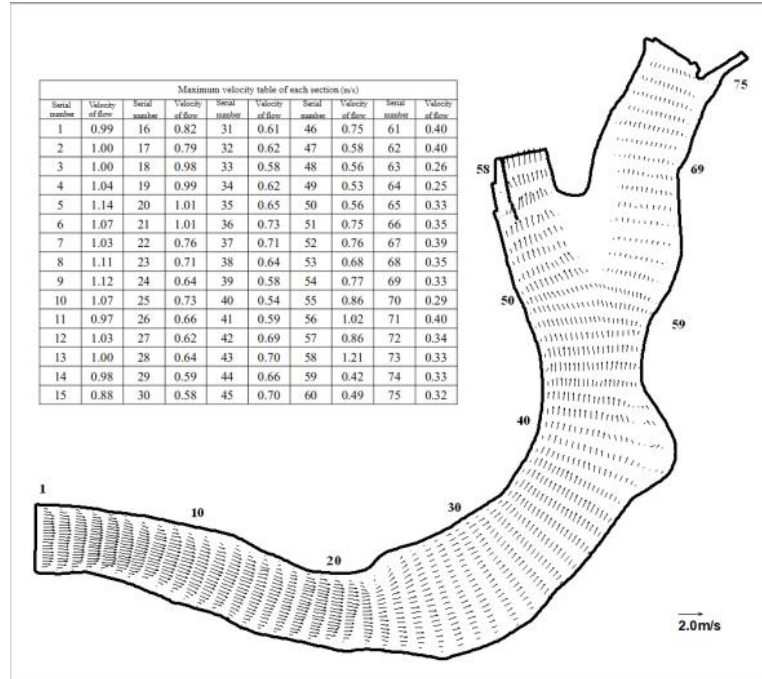 Maximum velocity table of each section (m/s)
Serial number Velocity of flow Serial number Velocity of flow Serial number Velocity of flow Serial number Velocity of flow Serial number Velocity of flow
1 0.99 16 0.82 31 0.61 46 0.75 61 0.40
2 1.00 17 0.79 32 0.62 47 0.58 62 0.40
3 1.00 18 0.98 33 0.58 48 0.56 63 0.26
4 1.04 19 0.99 34 0.62 49 0.53 64 0.25
5 1.14 20 1.01 35 0.65 50 0.56 65 0.33
6 1.07 21 1.01 36 0.73 51 0.75 66 0.35
7 1.03 22 0.76 37 0.71 52 0.76 67 0.39
8 1.11 23 0.71 38 0.64 53 0.68 68 0.35
9 1.12 24 0.64 39 0.58 54 0.77 69 0.33
10 1.07 25 0.73 40 0.54 55 0.86 70 0.29
11 0.97 26 0.66 41 0.59 56 1.02 71 0.40
12 1.03 27 0.62 42 0.69 57 0.86 72 0.34
13 1.00 28 0.64 43 0.70 58 1.21 73 0.33
14 0.98 29 0.59 44 0.66 59 0.42 74 0.33
15 0.88 30 0.58 45 0.70 60 0.49 75 0.32
75
58
69
50
59
40
1
10
30
20
2.0m/s